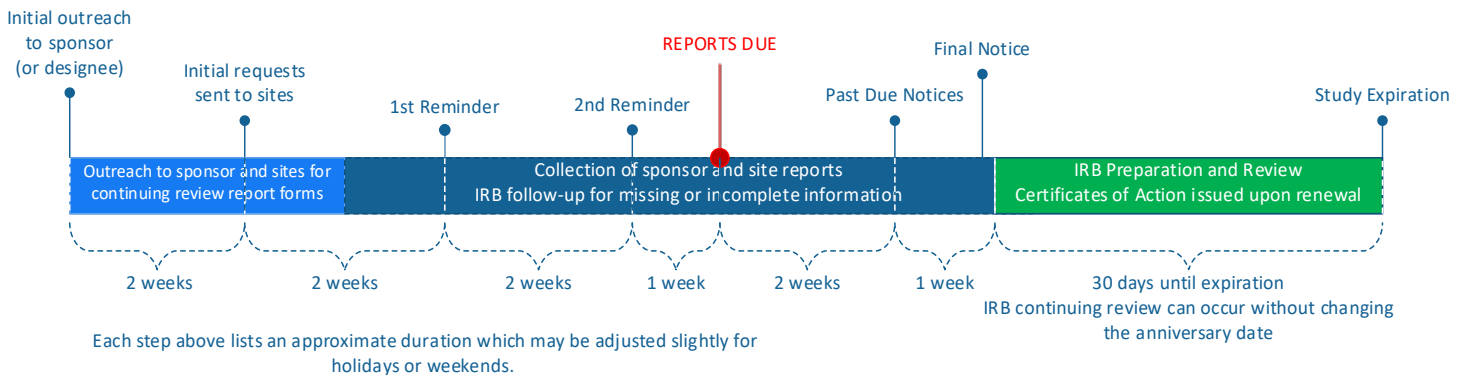 Initial outreach
to sponsor
(or designee)
Initial requests
sent to sites
1st Reminder
2nd Reminder
REPORTS DUE
Past Due Notices
Final Notice
Study Expiration
Outreach to sponsor and sites for
continuing review report forms
Collection of sponsor and site reports
IRB follow-up for missing or incomplete information
IRB Preparation and Review
Certificates of Action issued upon renewal
2 weeks
2 weeks
2 weeks
1 week
2 weeks
1 week
30 days until expiration
IRB continuing review can occur without changing
the anniversary date
Each step above lists an approximate duration which may be adjusted slightly for
holidays or weekends.